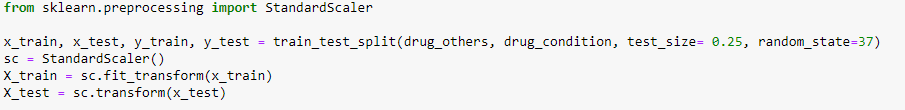 from sklearn.preprocessing import StandardScaler
x_train, x_test, y_train, y_test = train_test_split(drug_others, drug_condition, test_size= 0.25, random_state=37)
sc = StandardScaler()
X_train = sc.fit_transform(x_train)
X_test = sc.transform(x_test)